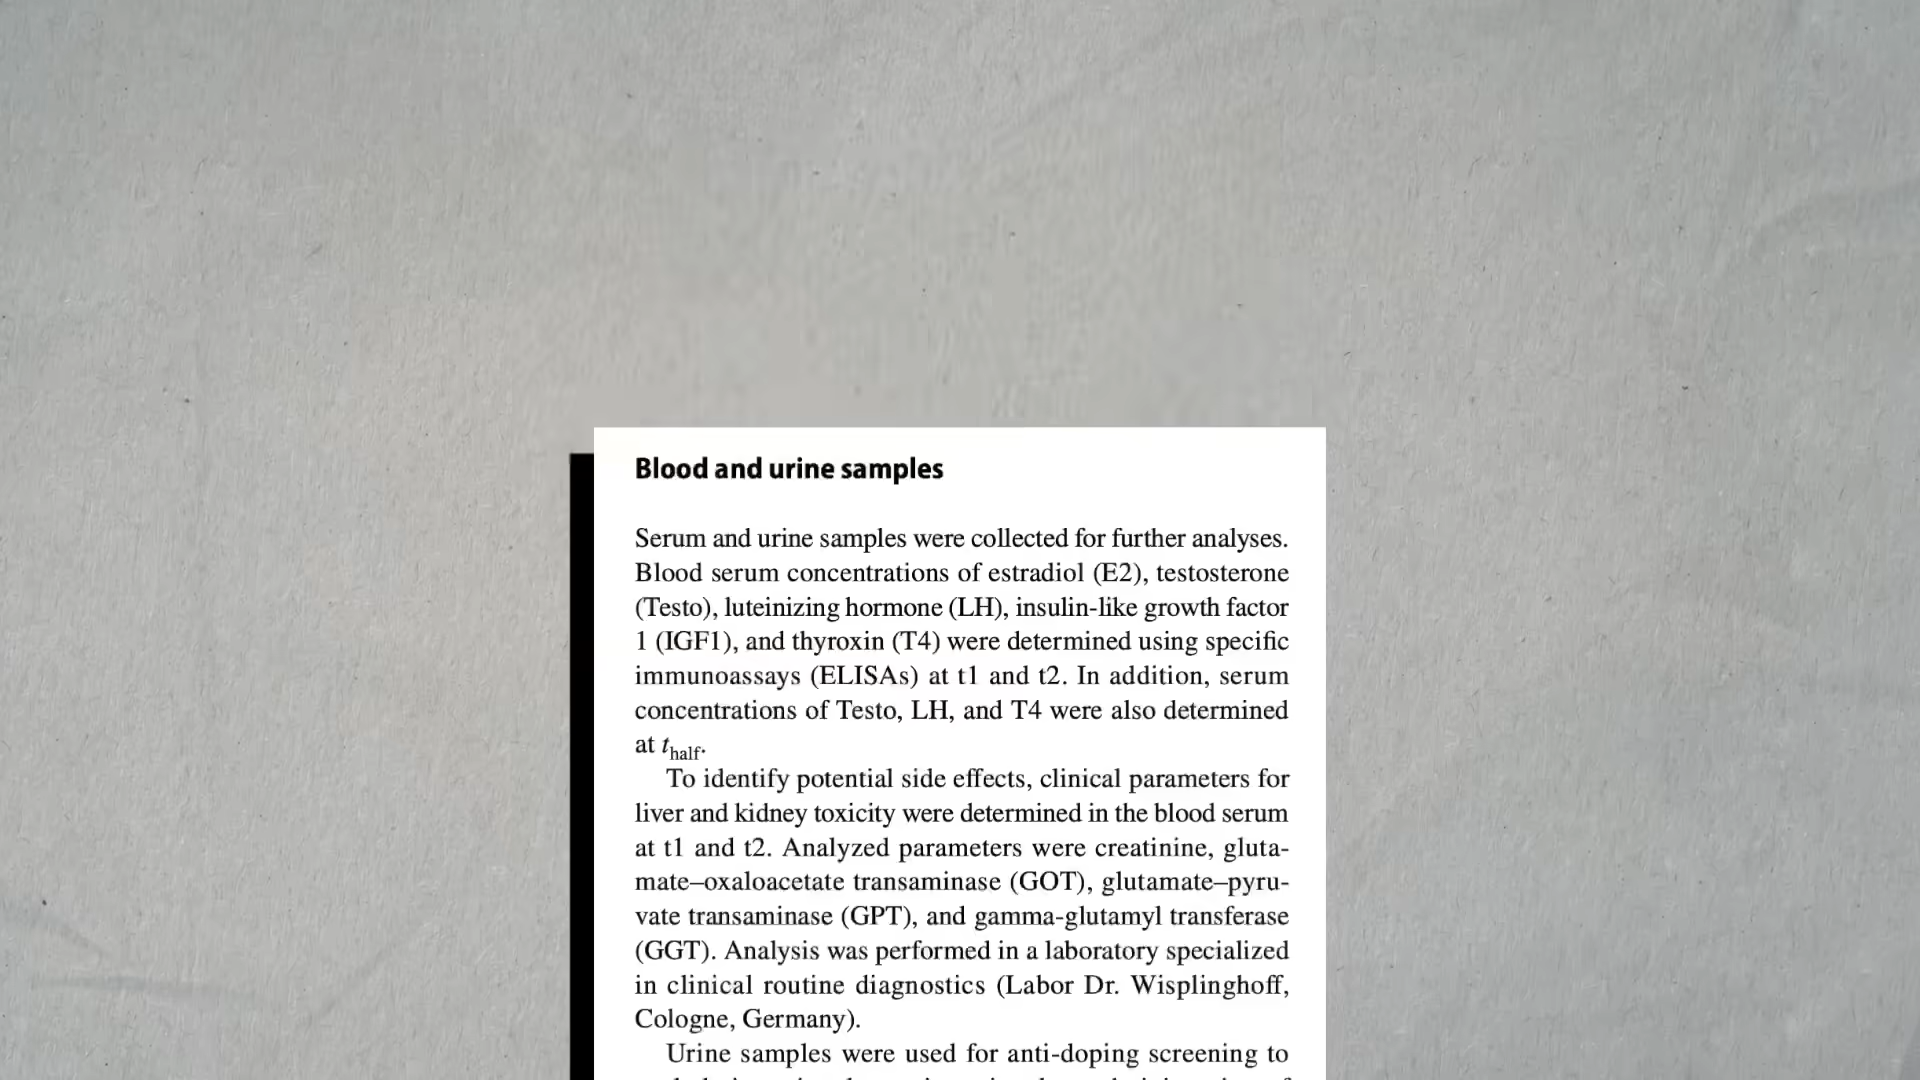 Blood and urine samples
Serum and urine samples were collected for further analyses.
Blood serum concentrations of estradiol (E2), testosterone
(Testo), luteinizing hormone (LH), insulin-like growth factor
1 (IGF1), and thyroxin (T4) were determined using specific
immunoassays (ELISAs) at t1 and t2. In addition, serum
concentrations of Testo, LH, and T4 were also determined
at t_half.
To identify potential side effects, clinical parameters for
liver and kidney toxicity were determined in the blood serum
at t1 and t2. Analyzed parameters were creatinine, gluta-
mate–oxaloacetate transaminase (GOT), glutamate–pyru-
vate transaminase (GPT), and gamma-glutamyl transferase
(GGT). Analysis was performed in a laboratory specialized
in clinical routine diagnostics (Labor Dr. Wisplinghoff,
Cologne, Germany).
Urine samples were used for anti-doping screening to